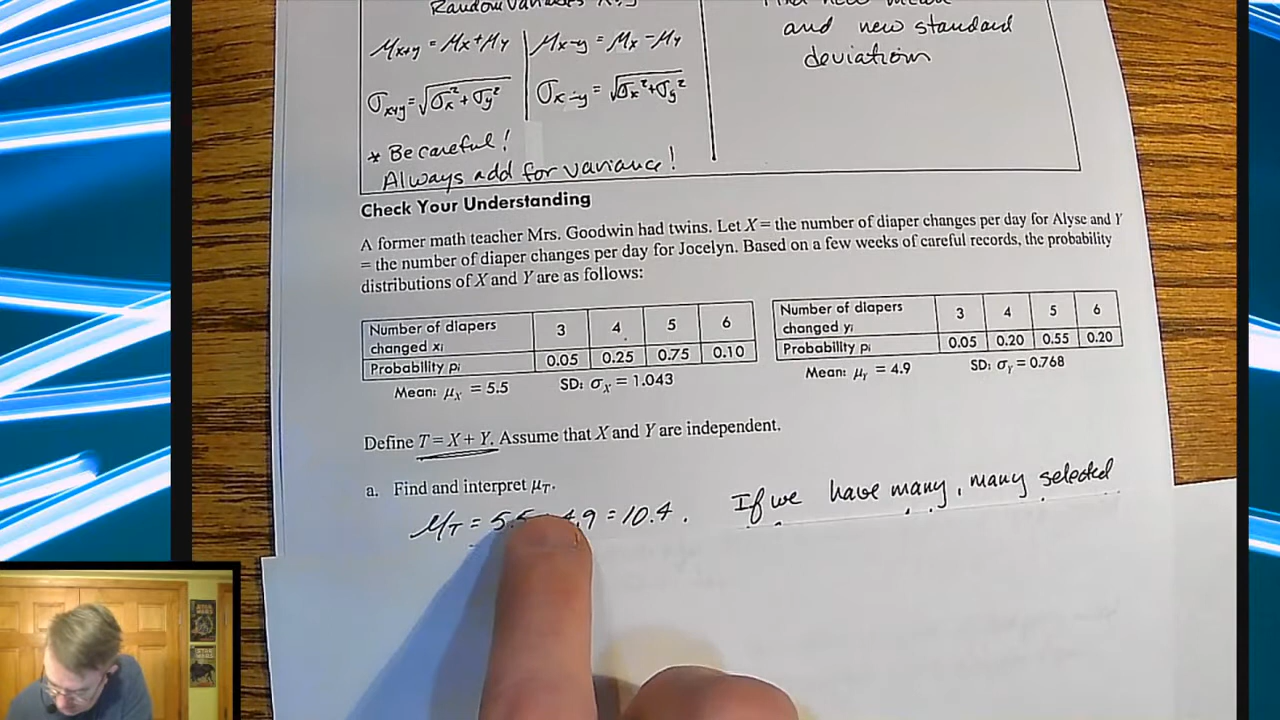 Random Variables X, Y
and new standard
deviation
μx+y = μx + μy
μx-y = μx - μy
σx+y = √σx² + σy²
σx-y = √σx² + σy²
* Be careful!
Always add for variance!
Check Your Understanding
A former math teacher Mrs. Goodwin had twins. Let X = the number of diaper changes per day for Alyse and Y
= the number of diaper changes per day for Jocelyn. Based on a few weeks of careful records, the probability
distributions of X and Y are as follows:
Number of diapers changed xi 3 4 5 6
Probability pi 0.05 0.25 0.75 0.10
Mean: μX = 5.5 SD: σX = 1.043
Number of diapers changed yi 3 4 5 6
Probability pi 0.05 0.20 0.55 0.20
Mean: μY = 4.9 SD: σY = 0.768
Define T = X + Y. Assume that X and Y are independent.
a. Find and interpret μT.
μT = 5.5 4.9 = 10.4. If we have many, many selected